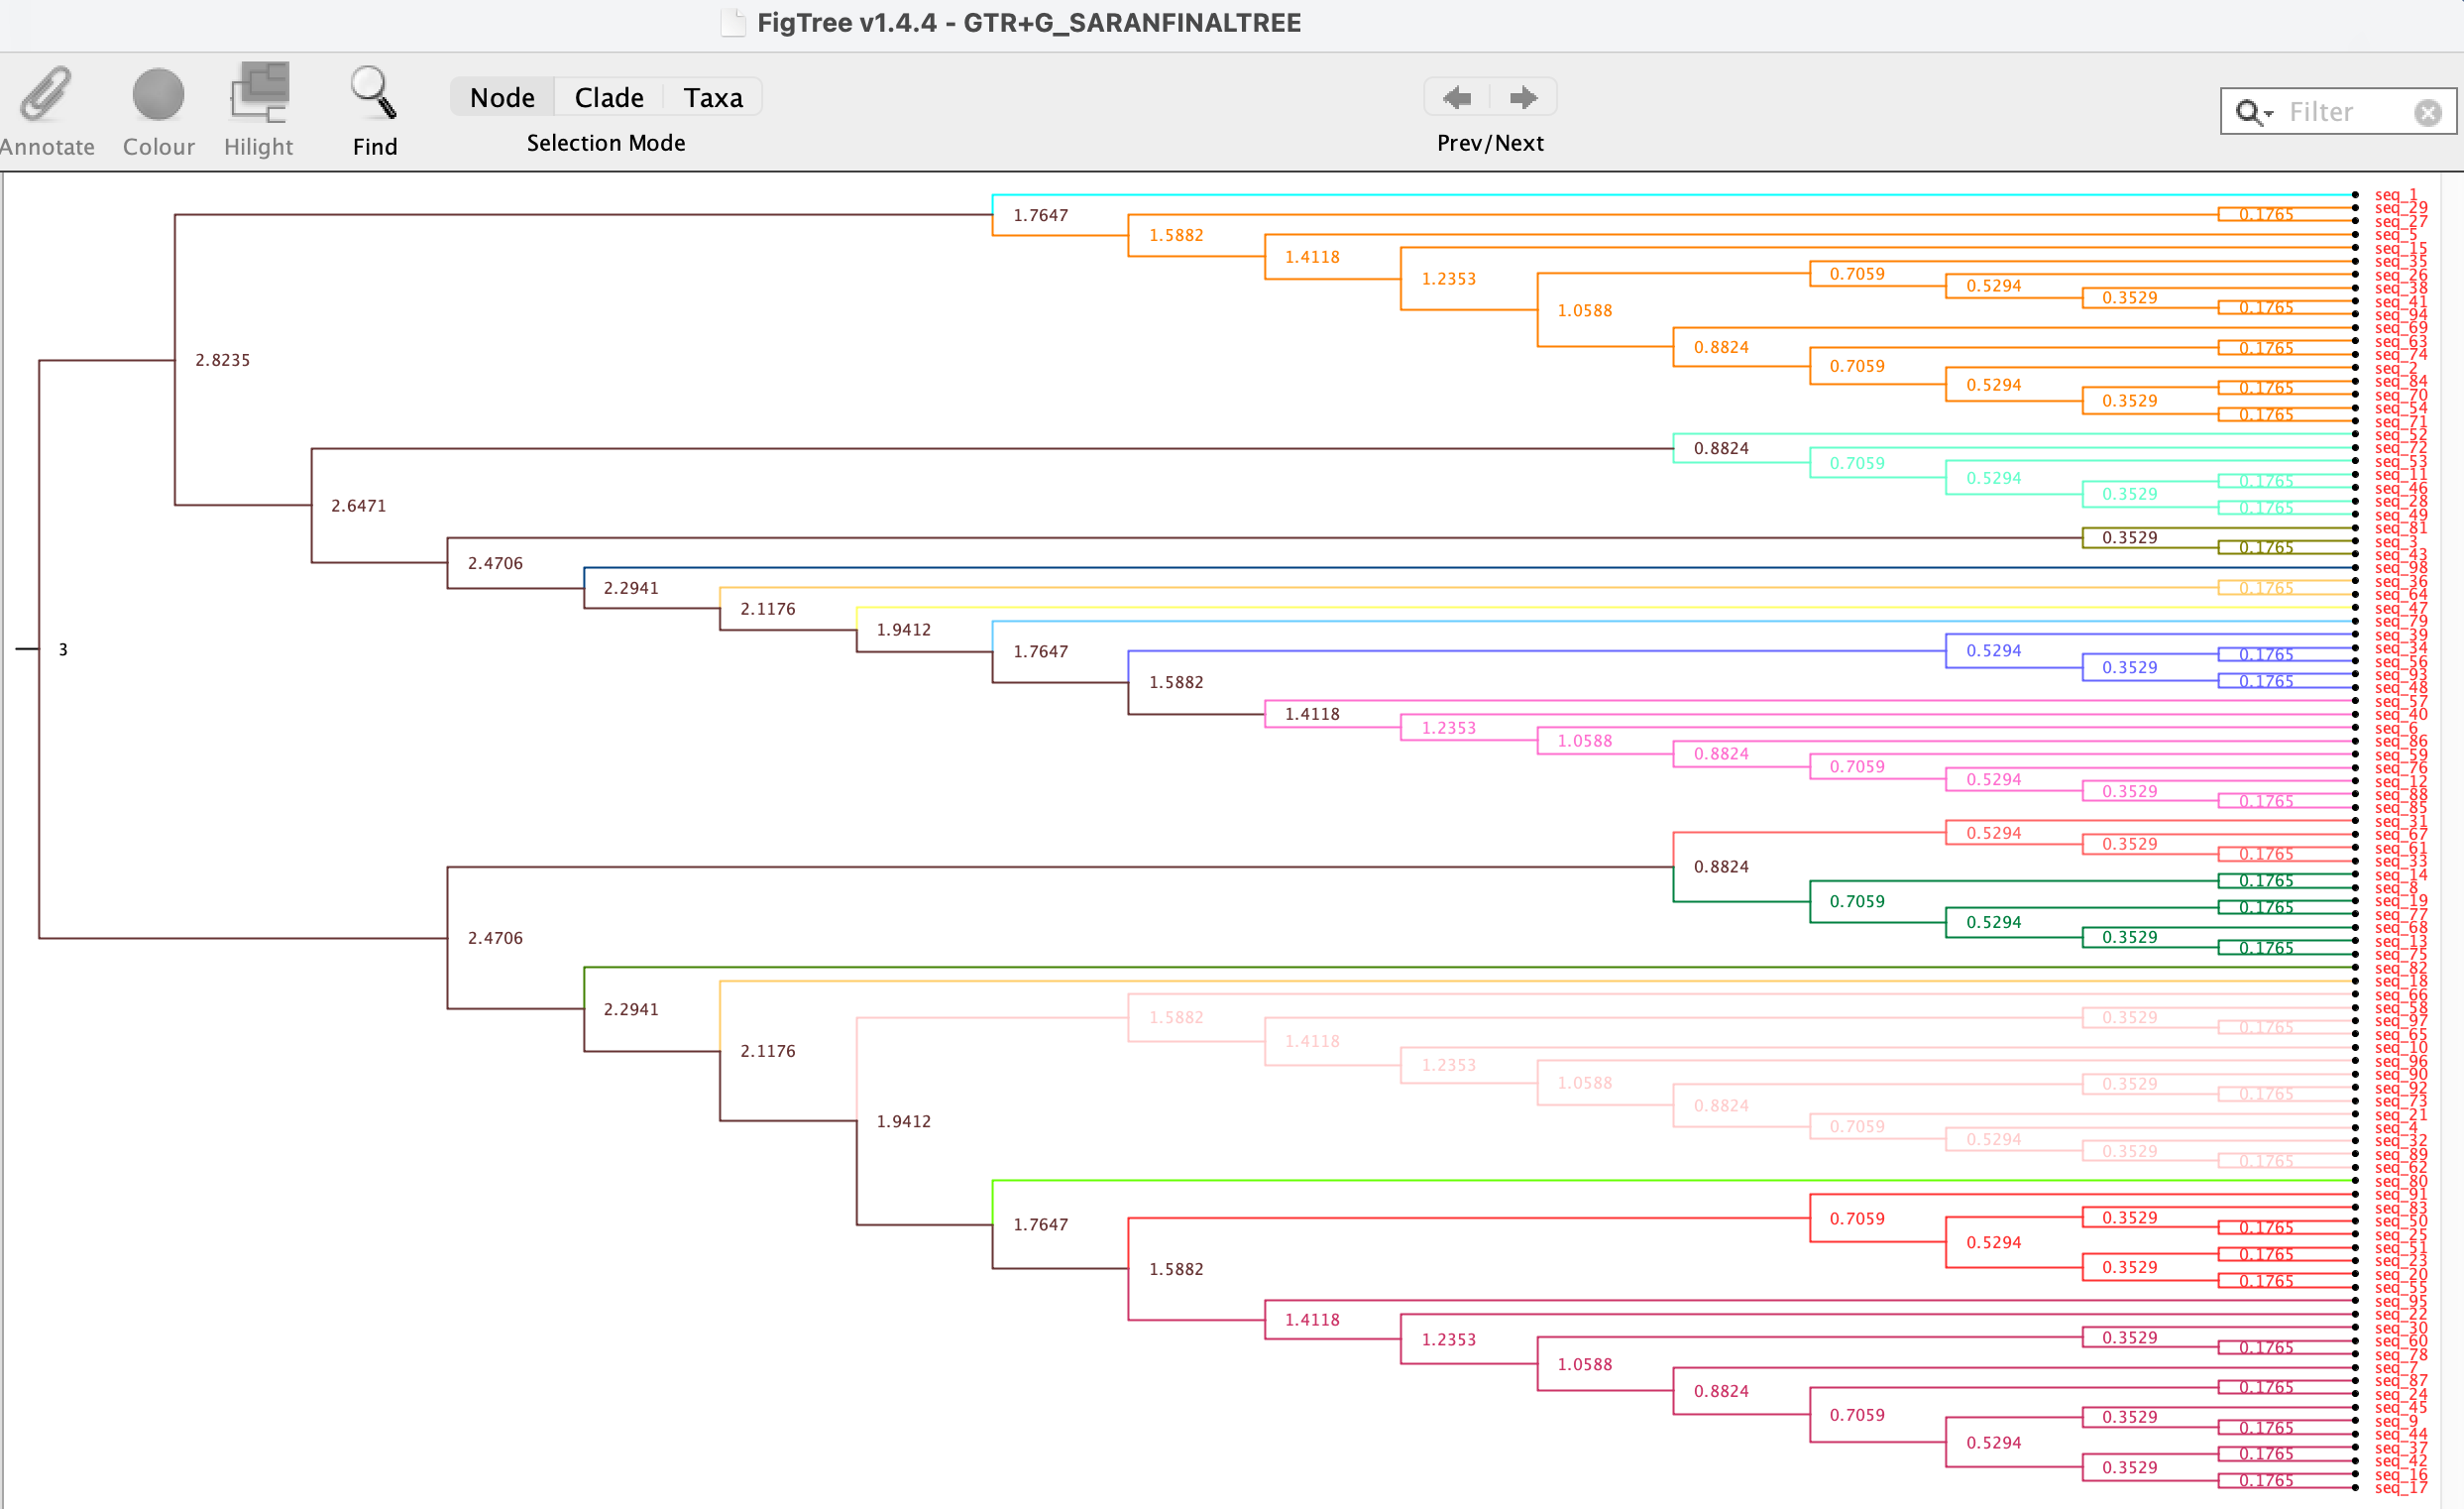 FigTree v1.4.4 - GTR+G_SARANFINALTREE
Annotate
Colour
Hilight
Find
Node Clade Taxa
Selection Mode
Prev/Next
Filter
seq_1
1.7647
seq_29
0.1765
seq_27
1.5882
seq_5
1.4118
seq_15
1.2353
seq_35
0.7059
seq_26
0.5294
seq_38
0.3529
seq_41
0.1765
seq_94
1.0588
seq_69
0.8824
seq_63
0.1765
seq_74
2.8235
0.7059
seq_2
0.5294
seq_84
0.1765
seq_70
0.3529
seq_54
0.1765
seq_71
seq_52
0.8824
seq_72
0.7059
seq_53
0.5294
seq_11
0.1765
seq_46
0.3529
seq_28
0.1765
seq_49
2.6471
seq_81
0.3529
seq_3
0.1765
seq_43
2.4706
seq_98
2.2941
seq_36
0.1765
seq_64
2.1176
seq_47
1.9412
seq_79
1.7647
seq_39
0.5294
seq_34
0.1765
seq_56
0.3529
seq_93
0.1765
seq_48
3
1.5882
seq_57
1.4118
seq_40
1.2353
seq_6
1.0588
seq_86
0.8824
seq_59
0.7059
seq_76
0.5294
seq_12
0.3529
seq_88
0.1765
seq_85
seq_31
0.5294
seq_67
0.3529
seq_61
0.1765
seq_33
0.8824
seq_14
0.1765
seq_8
0.7059
seq_19
0.1765
seq_77
0.5294
seq_68
0.3529
seq_13
0.1765
seq_75
2.4706
seq_82
2.2941
seq_18
2.1176
seq_66
1.5882
seq_58
0.3529
seq_97
0.1765
seq_65
1.4118
seq_10
1.2353
seq_96
1.0588
seq_90
0.3529
seq_92
0.1765
seq_73
0.8824
seq_21
0.7059
seq_4
0.5294
seq_32
0.3529
seq_89
0.1765
seq_62
1.9412
seq_80
1.7647
seq_91
0.7059
seq_83
0.3529
seq_50
0.1765
seq_25
0.5294
seq_51
0.1765
seq_23
0.3529
seq_20
0.1765
seq_55
1.5882
seq_95
1.4118
seq_22
1.2353
seq_30
0.3529
seq_60
0.1765
seq_78
1.0588
seq_7
0.8824
seq_87
0.1765
seq_24
0.7059
seq_45
0.3529
seq_9
0.1765
seq_44
0.5294
seq_37
0.1765
seq_42
0.3529
seq_16
0.1765
seq_17